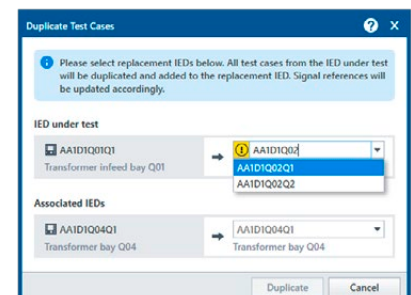 Duplicate Test Cases
Please select replacement IEDs below. All test cases from the IED under test
will be duplicated and added to the replacement IED. Signal references will
be updated accordingly.
IED under test
AA1D1Q01Q1
AA1D1Q02
Transformer infeed bay Q01
AA1D1Q02Q1
AA1D1Q02Q2
Associated IEDs
AA1D1Q04Q1
AA1D1Q04Q1
Transformer bay Q04
Transformer bay Q04
Duplicate
Cancel